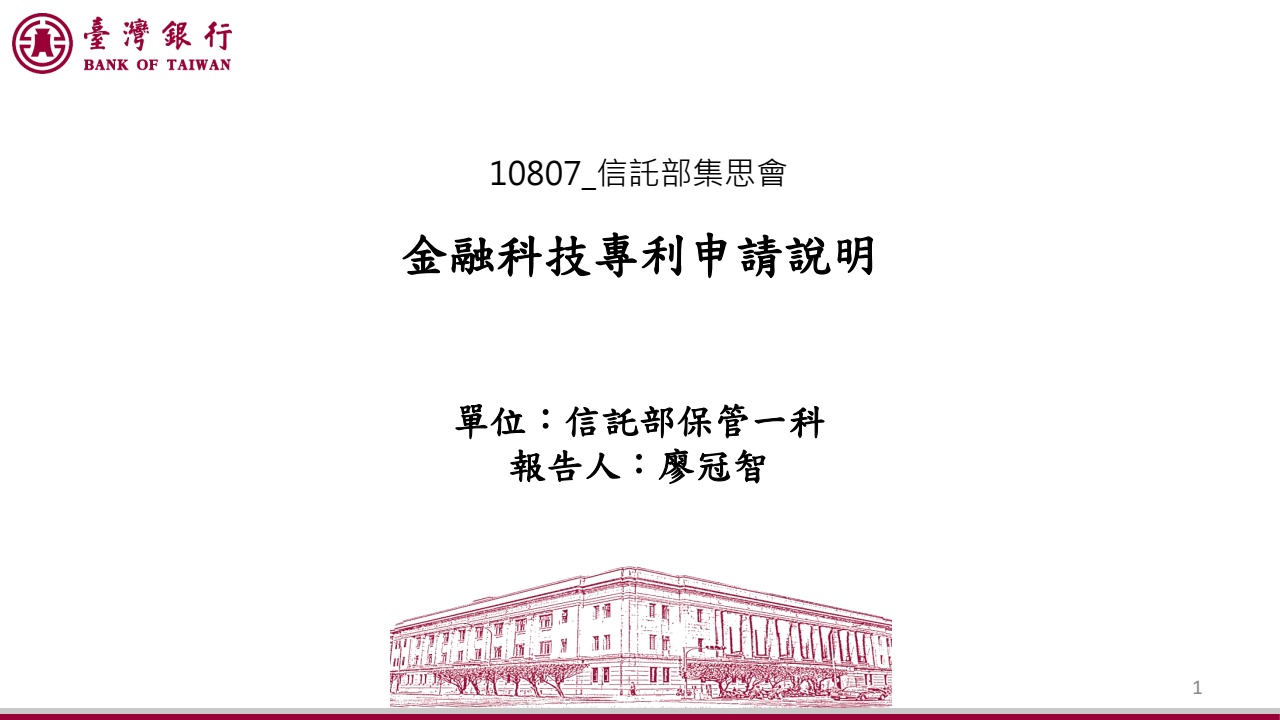 臺灣銀行
BANK OF TAIWAN
10807_信託部集思會
金融科技專利申請說明
單位：信託部保管一科
報告人：廖冠智
1